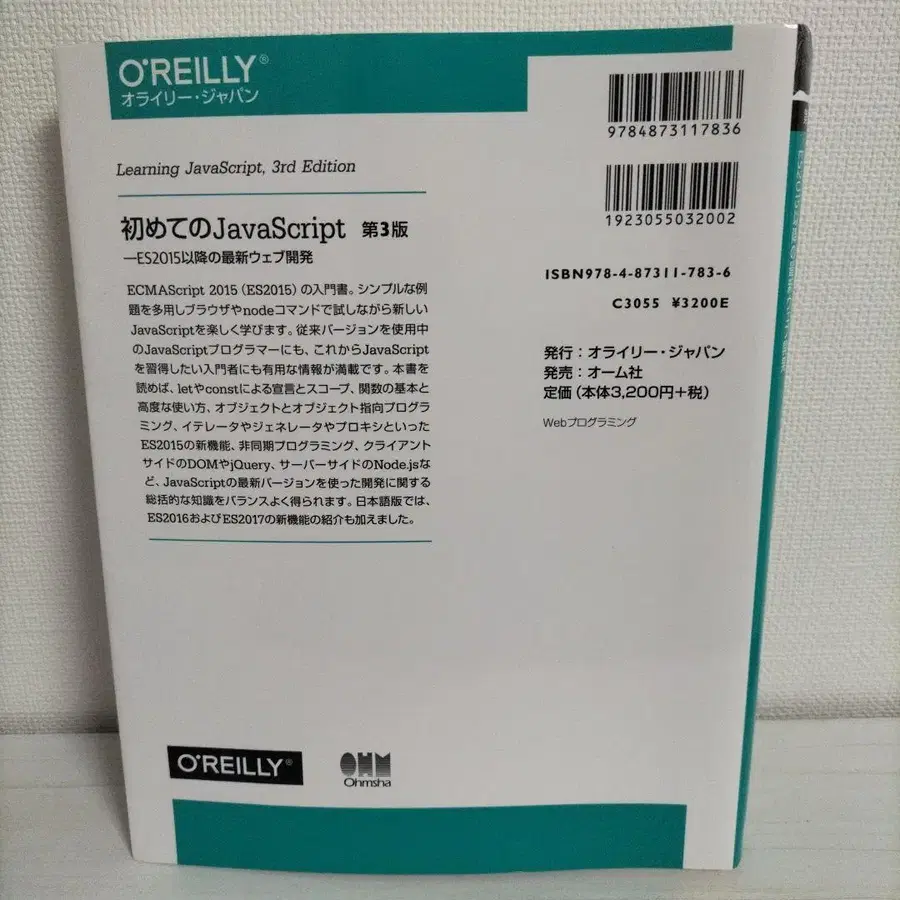 O'REILLY®
オライリー・ジャパン
9784873117836
1923055032002
ISBN978-4-87311-783-6
C3055 ¥3200E
発行：オライリー・ジャパン
発売：オーム社
定価（本体3,200円+税）
Webプログラミング
Learning JavaScript, 3rd Edition
初めてのJavaScript 第3版
―ES2015以降の最新ウェブ開発
ECMAScript 2015（ES2015）の入門書。シンプルな例
題を多用しブラウザやnodeコマンドで試しながら新しい
JavaScriptを楽しく学びます。従来バージョンを使用中
のJavaScriptプログラマーにも、これからJavaScript
を習得したい入門者にも有用な情報が満載です。本書を
読めば、letやconstによる宣言とスコープ、関数の基本と
高度な使い方、オブジェクトとオブジェクト指向プログラ
ミング、イテレータやジェネレータやプロキシといった
ES2015の新機能、非同期プログラミング、クライアント
サイドのDOMやjQuery、サーバーサイドのNode.jsな
ど、JavaScriptの最新バージョンを使った開発に関する
総括的な知識をバランスよく得られます。日本語版では、
ES2016およびES2017の新機能の紹介も加えました。
O'REILLY®
OHM
Ohmsha